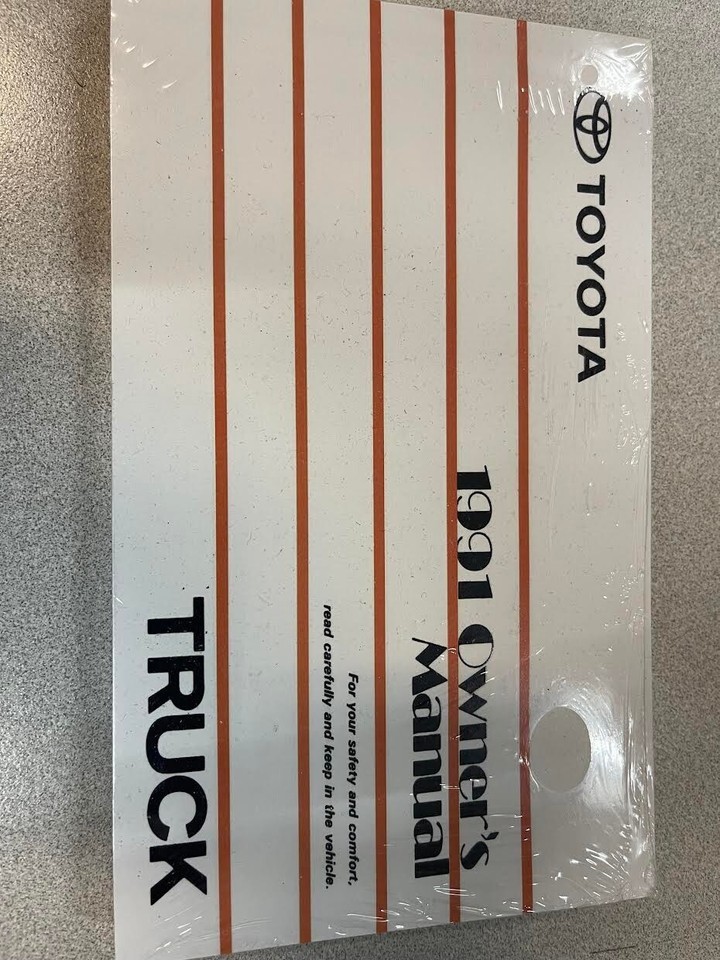 TOYOTA
1991 Owner's
Manual
For your safety and comfort,
read carefully and keep in the vehicle.
TRUCK